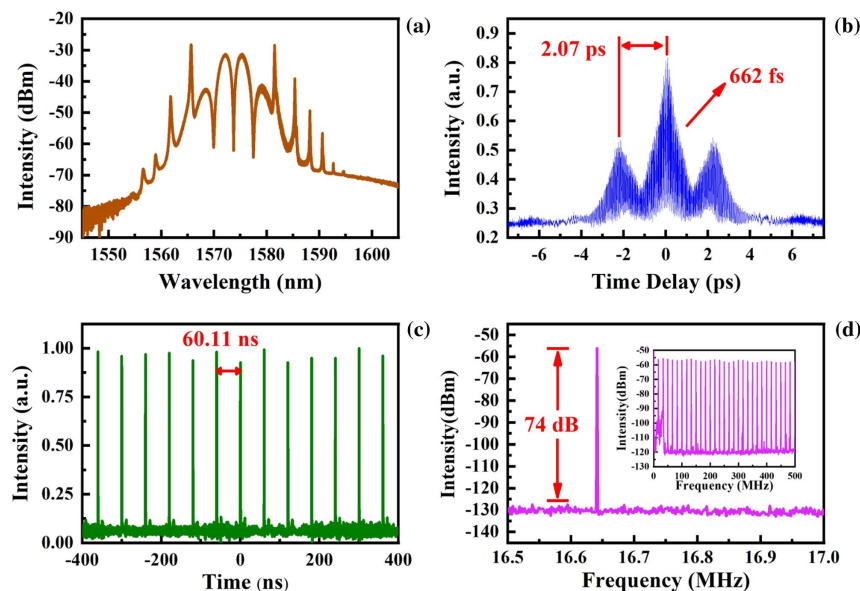 (a)
-20
-30
-40
-50
-60
-70
-80
-90
Intensity (dBm)
1550 1560 1570 1580 1590 1600
Wavelength (nm)
(b)
0.9
0.8
0.7
0.6
0.5
0.4
0.3
0.2
Intensity (a.u.)
2.07 ps
662 fs
-6 -4 -2 0 2 4 6
Time Delay (ps)
(c)
1.00
0.75
0.50
0.25
0.00
Intensity (a.u.)
60.11 ns
-400 -200 0 200 400
Time (ns)
(d)
-50
-60
-70
-80
-90
-100
-110
-120
-130
-140
Intensity(dBm)
74 dB
16.5 16.6 16.7 16.8 16.9 17.0
Frequency (MHz)
-50
-60
-70
-80
-90
-100
-110
-120
-130
Intensity(dBm)
0 100 200 300 400 500
Frequency (MHz)